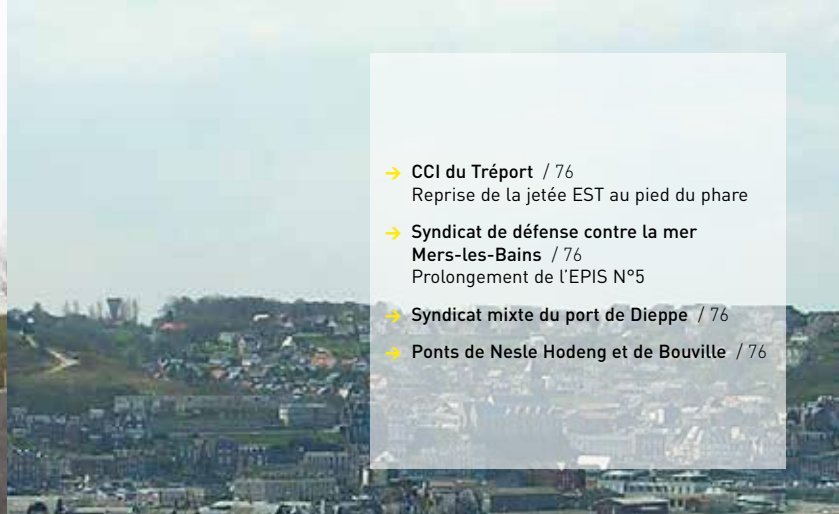 → CCI du Tréport / 76
Reprise de la jetée EST au pied du phare
→ Syndicat de défense contre la mer
Mers-les-Bains / 76
Prolongement de l'EPIS N°5
→ Syndicat mixte du port de Dieppe / 76
→ Ponts de Nesle Hodeng et de Bouville / 76